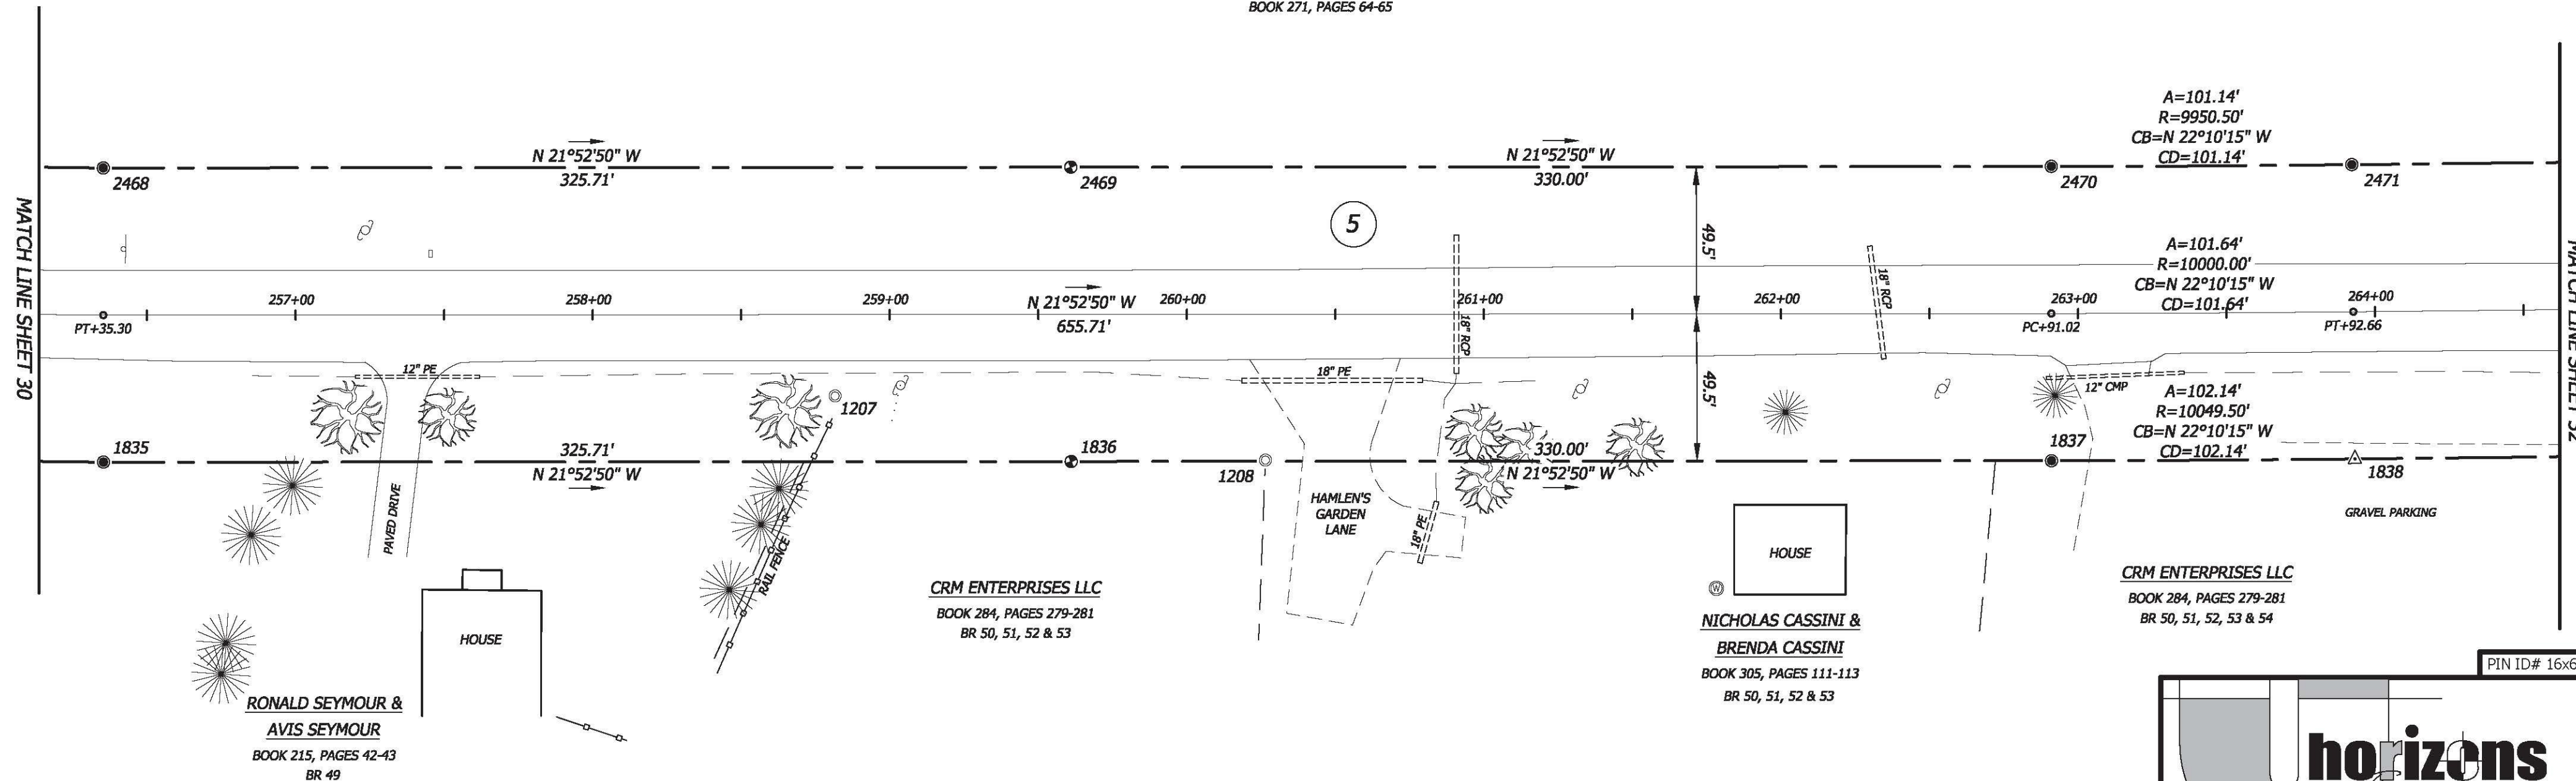 BOOK 271, PAGES 64-65
MATCH LINE SHEET 30
2468
N 21°52'50" W
325.71'
2469
N 21°52'50" W
330.00'
2470
A=101.14'
R=9950.50'
CB=N 22°10'15" W
CD=101.14'
2471
5
49.5'
A=101.64'
R=10000.00'
CB=N 22°10'15" W
CD=101.64'
18" RCP
PT+35.30
257+00
258+00
259+00
N 21°52'50" W
655.71'
260+00
261+00
18" RCP
262+00
PC+91.02
263+00
264+00
PT+92.66
MATCH LINE SHEET 32
12" PE
1207
18" PE
49.5'
12" CMP
A=102.14'
R=10049.50'
CB=N 22°10'15" W
CD=102.14'
1835
325.71'
N 21°52'50" W
1836
1208
330.00'
N 21°52'50" W
1837
1838
PAVED DRIVE
RAIL FENCE
HAMLEN'S
GARDEN
LANE
18" PE
HOUSE
GRAVEL PARKING
HOUSE
CRM ENTERPRISES LLC
BOOK 284, PAGES 279-281
BR 50, 51, 52 & 53
W
NICHOLAS CASSINI &
BRENDA CASSINI
BOOK 305, PAGES 111-113
BR 50, 51, 52 & 53
CRM ENTERPRISES LLC
BOOK 284, PAGES 279-281
BR 50, 51, 52, 53 & 54
RONALD SEYMOUR &
AVIS SEYMOUR
BOOK 215, PAGES 42-43
BR 49
PIN ID# 16x6
horizons